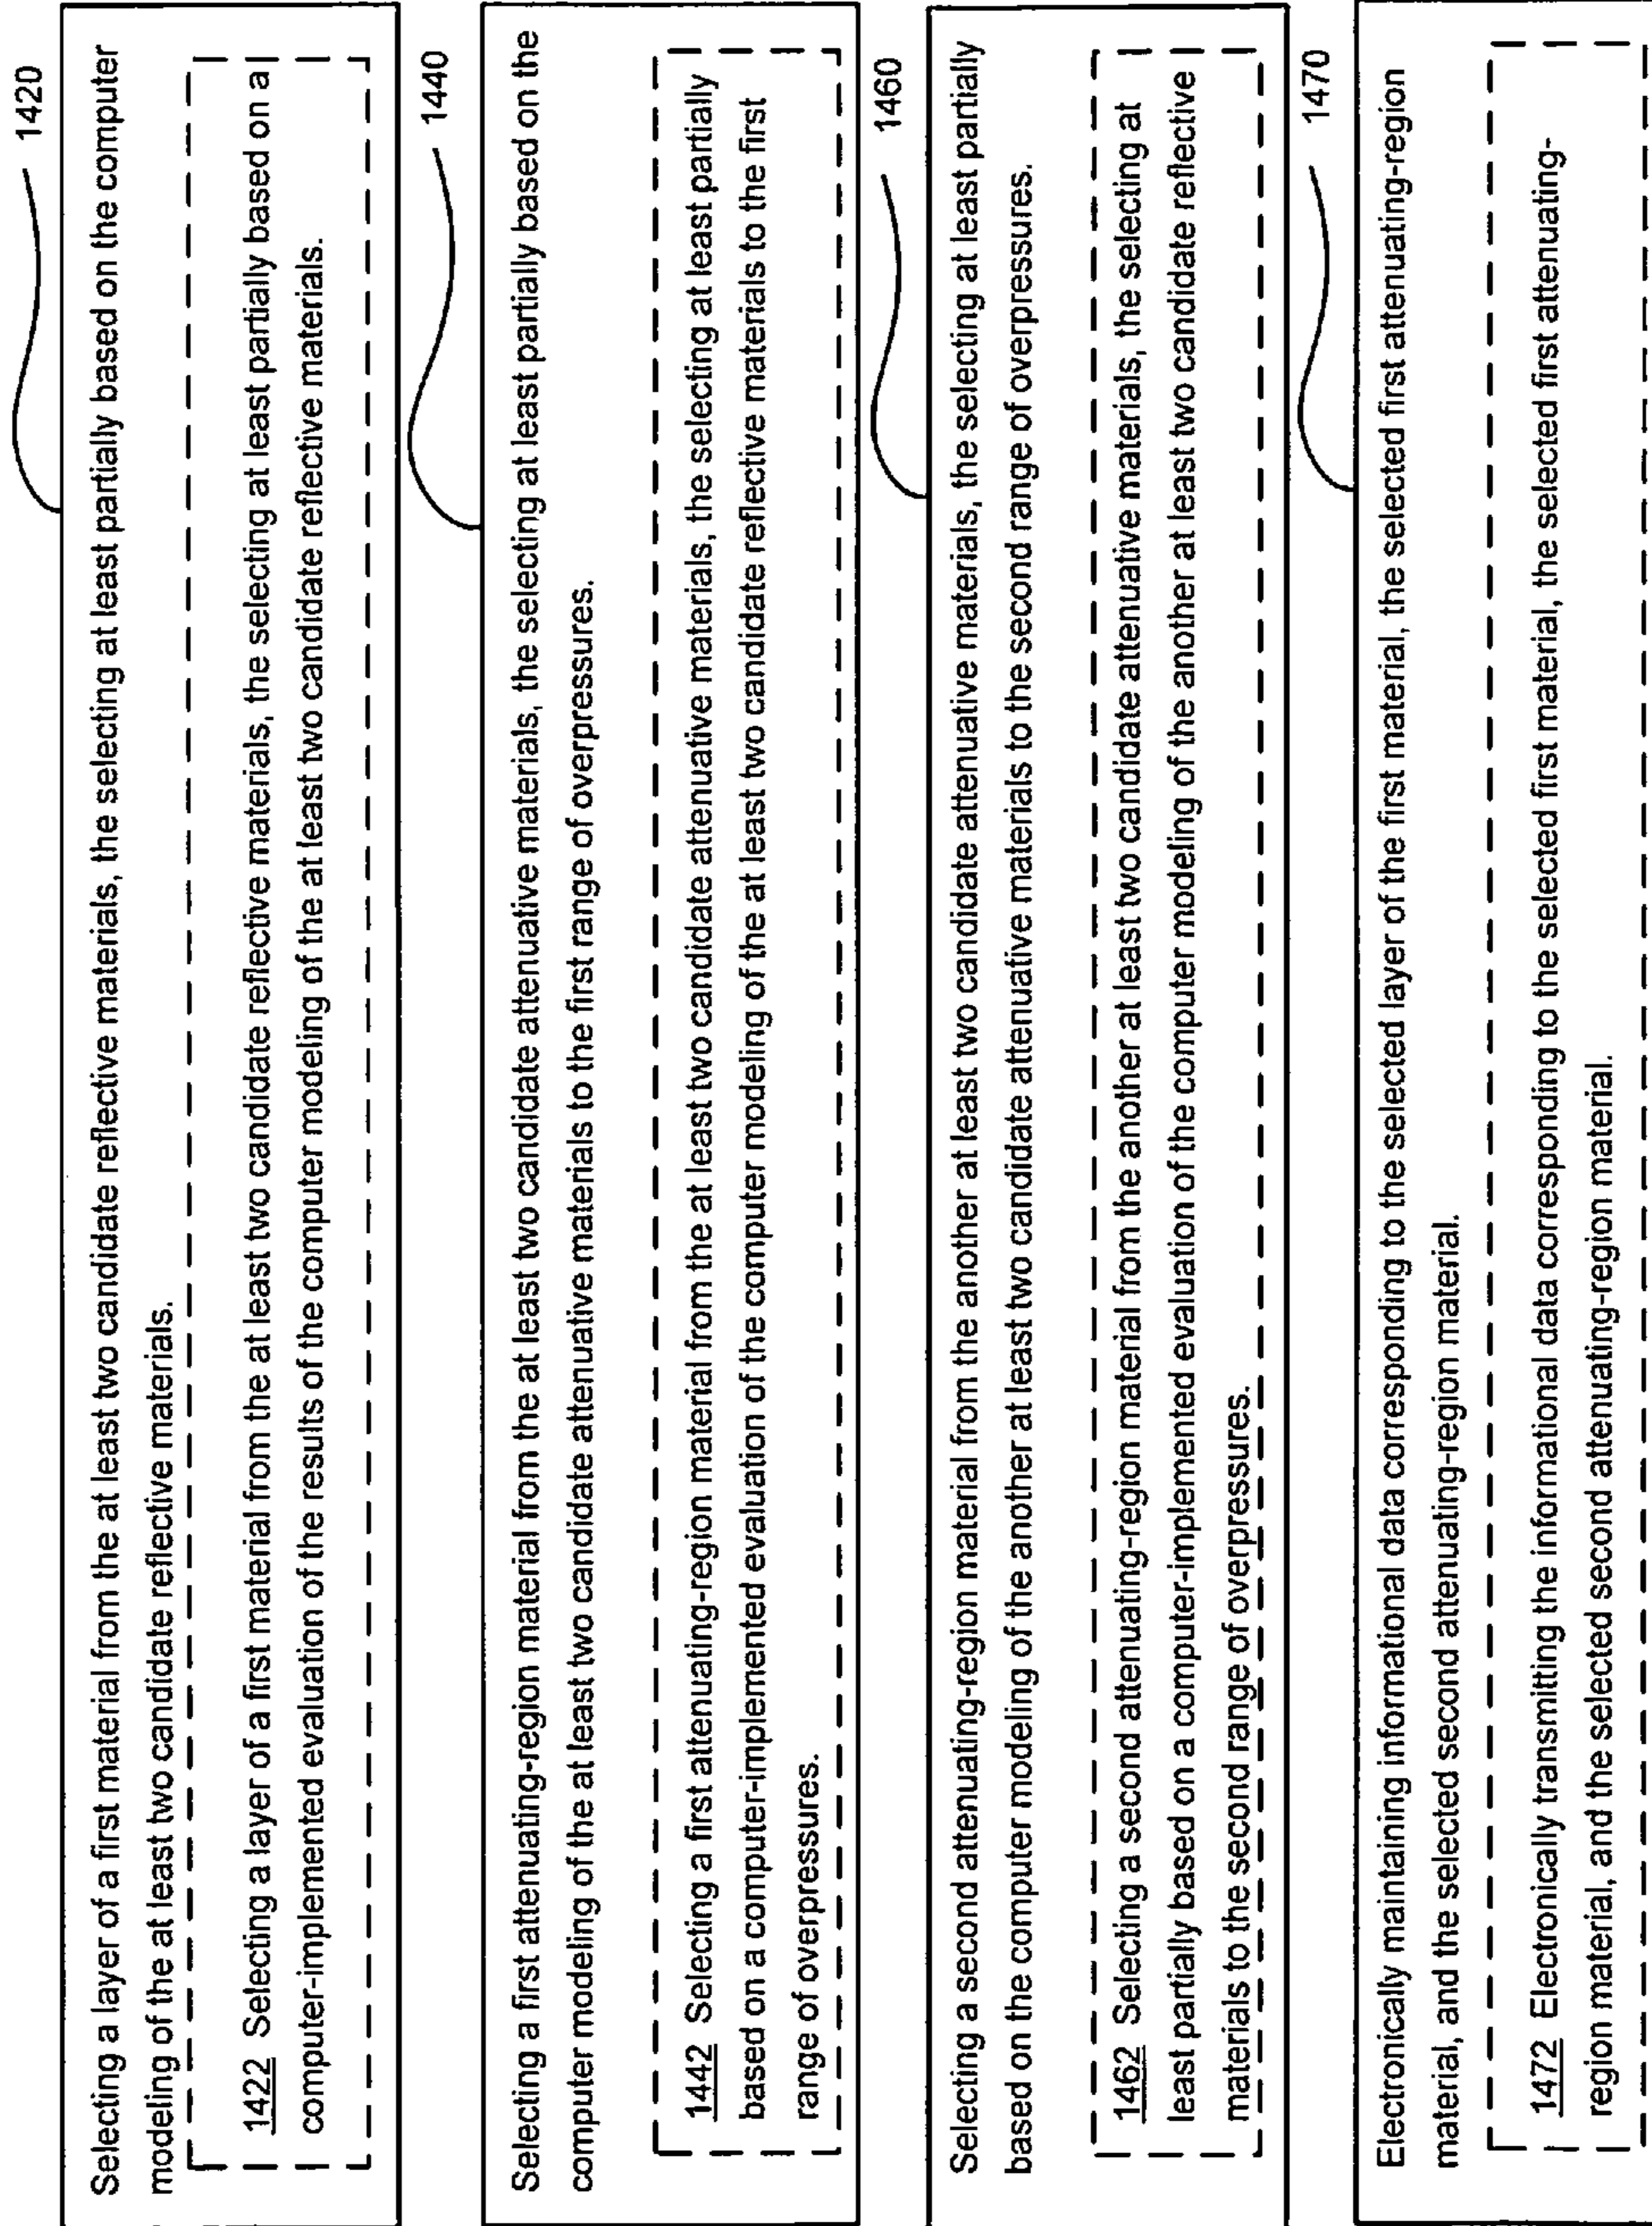 1420
Selecting a layer of a first material from the at least two candidate reflective materials, the selecting at least partially based on the computer
modeling of the at least two candidate reflective materials.
1422 Selecting a layer of a first material from the at least two candidate reflective materials, the selecting at least partially based on a
computer-implemented evaluation of the results of the computer modeling of the at least two candidate reflective materials.
1440
Selecting a first attenuating-region material from the at least two candidate attenuative materials, the selecting at least partially based on the
computer modeling of the at least two candidate attenuative materials to the first range of overpressures.
1442 Selecting a first attenuating-region material from the at least two candidate attenuative materials, the selecting at least partially
based on a computer-implemented evaluation of the computer modeling of the at least two candidate reflective materials to the first
range of overpressures.
1460
Selecting a second attenuating-region material from the another at least two candidate attenuative materials, the selecting at least partially
based on the computer modeling of the another at least two candidate attenuative materials to the second range of overpressures.
1462 Selecting a second attenuating-region material from the another at least two candidate attenuative materials, the selecting at
least partially based on a computer-implemented evaluation of the computer modeling of the another at least two candidate reflective
materials to the second range of overpressures.
1470
Electronically maintaining informational data corresponding to the selected layer of the first material, the selected first attenuating-region
material, and the selected second attenuating-region material.
1472 Electronically transmitting the informational data corresponding to the selected first material, the selected first attenuating-
region material, and the selected second attenuating-region material.